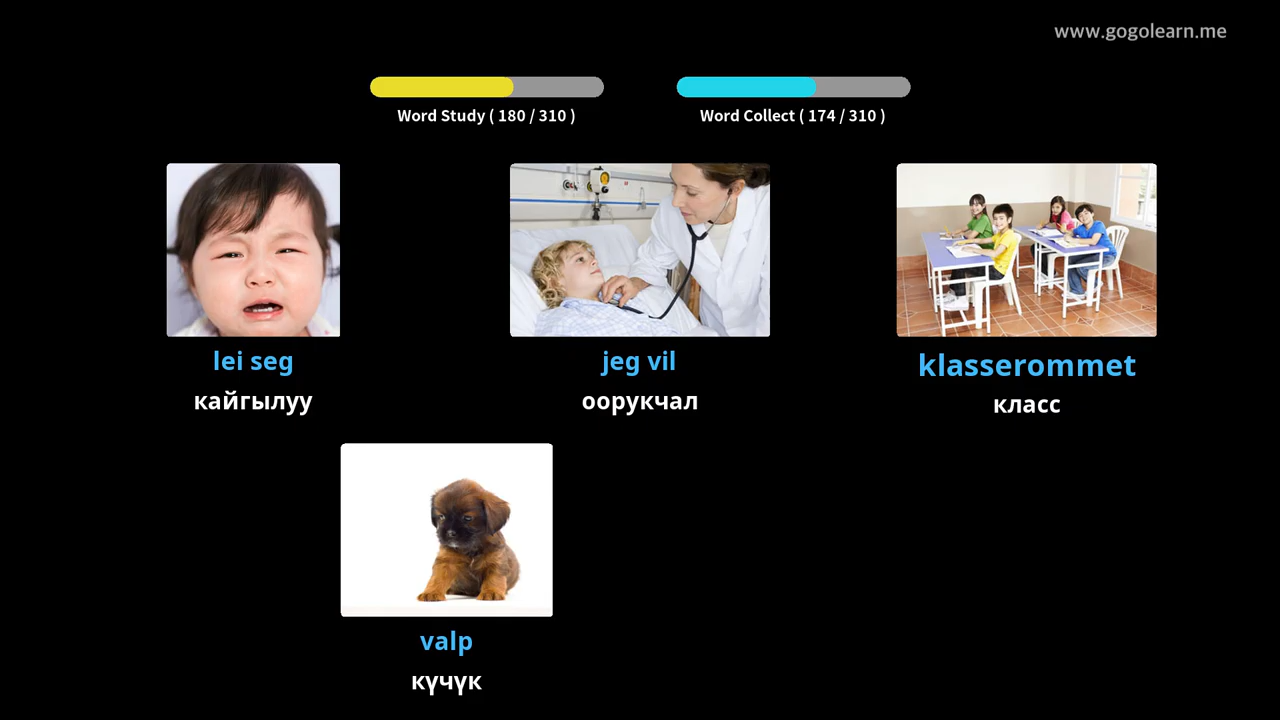 www.gogolearn.me
Word Study ( 180 / 310 )
Word Collect ( 174 / 310 )
lei seg
кайгылуу
jeg vil
оорукчал
klasserommet
класс
valp
күчүк